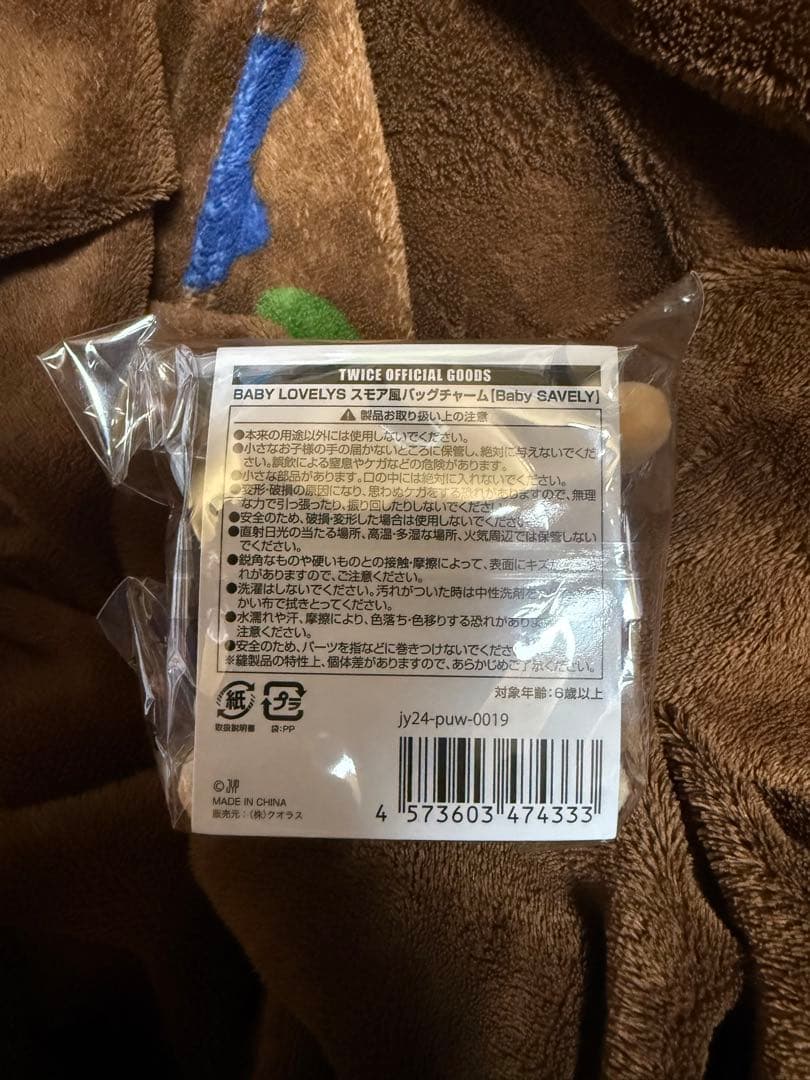 TWICE OFFICIAL GOODS
BABY LOVELYS スモア風バッグチャーム【Baby SAVELY】
⚠製品お取り扱い上の注意
●本来の用途以外には使用しないでください。
●小さなお子様の手の届かないところに保管し、絶対に与えないでくだ
さい。誤飲による窒息やケガなどの危険があります。
●小さな部品があります。口の中には絶対に入れないでください。
●変形・破損の原因になり、思わぬケガをする恐れがありますので、無理
な力で引っ張ったり、振り回したりしないでください。
●安全のため、破損・変形した場合は使用しないでください。
●直射日光の当たる場所、高温・多湿な場所、火気周辺では保管しない
でください。
●鋭角なものや硬いものとの接触・摩擦によって、表面にキズが
れがありますので、ご注意ください。
●洗濯はしないでください。汚れがついた時は中性洗剤を
かい布で拭きとってください。
●水濡れや汗、摩擦により、色落ち・色移りする恐れがあります
注意ください。
●安全のため、パーツを指などに巻きつけないでください。
※縫製品の特性上、個体差がありますので、あらかじめご了承ください。
対象年齢:6歳以上
紙 プラ
取扱説明書 袋:PP
jy24-puw-0019
© JYP
MADE IN CHINA
販売元:(株)クオラス
4 573603 474333